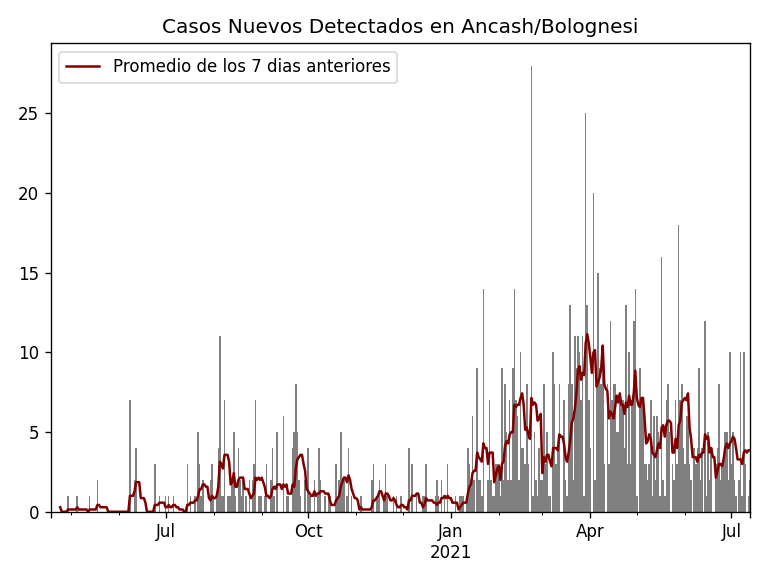 Casos Nuevos Detectados en Ancash/Bolognesi
Promedio de los 7 dias anteriores
25
20
15
10
5
0
Jul
Oct
Jan
2021
Apr
Jul